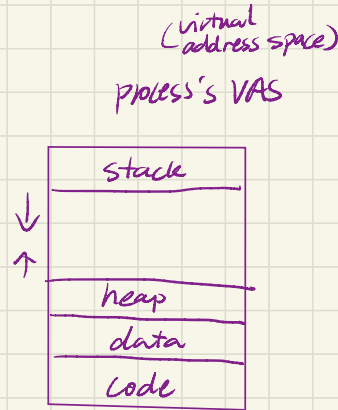 (virtual
address space)
process's VAS
stack
heap
data
code